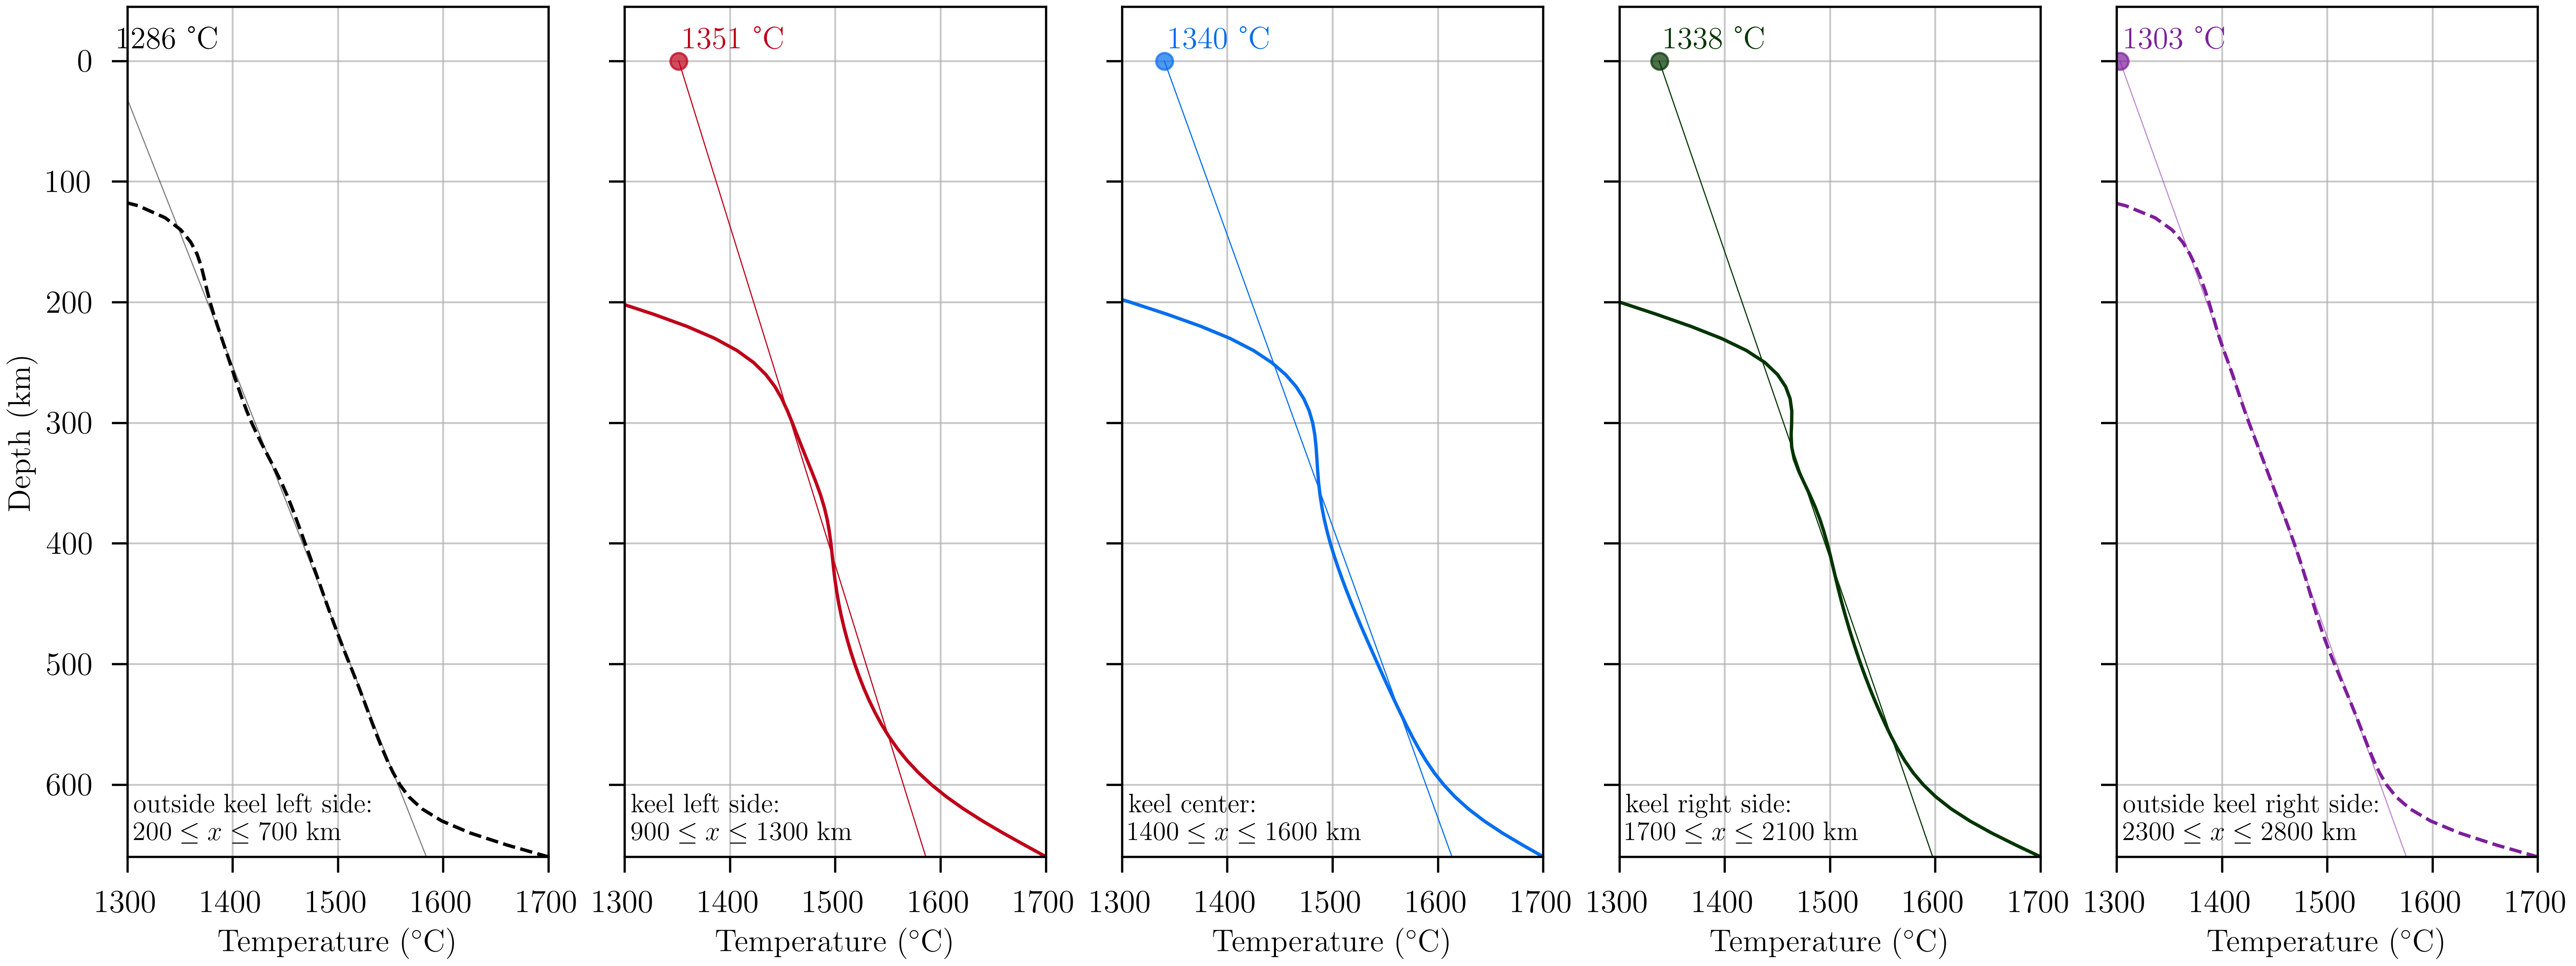 1286 °C
1351 °C
1340 °C
1338 °C
1303 °C
0
100
200
300
400
500
600
Depth (km)
outside keel left side:
200 ≤ x ≤ 700 km
keel left side:
900 ≤ x ≤ 1300 km
keel center:
1400 ≤ x ≤ 1600 km
keel right side:
1700 ≤ x ≤ 2100 km
outside keel right side:
2300 ≤ x ≤ 2800 km
1300 1400 1500 1600 1700
1300 1400 1500 1600 1700
1300 1400 1500 1600 1700
1300 1400 1500 1600 1700
1300 1400 1500 1600 1700
Temperature (°C)
Temperature (°C)
Temperature (°C)
Temperature (°C)
Temperature (°C)